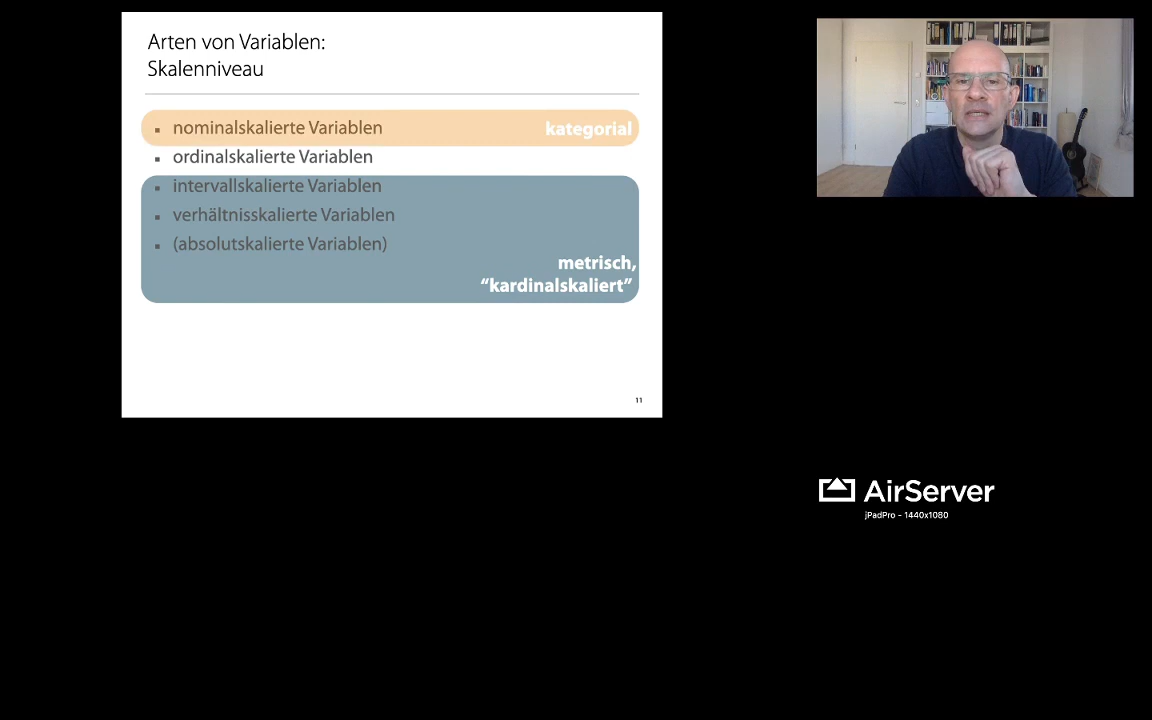 Arten von Variablen:
Skalenniveau
▪ nominalskalierte Variablen kategorial
▪ ordinalskalierte Variablen
▪ intervallskalierte Variablen
▪ verhältnisskalierte Variablen
▪ (absolutskalierte Variablen)
metrisch,
“kardinalskaliert”
11
AirServer
jPadPro - 1440x1080